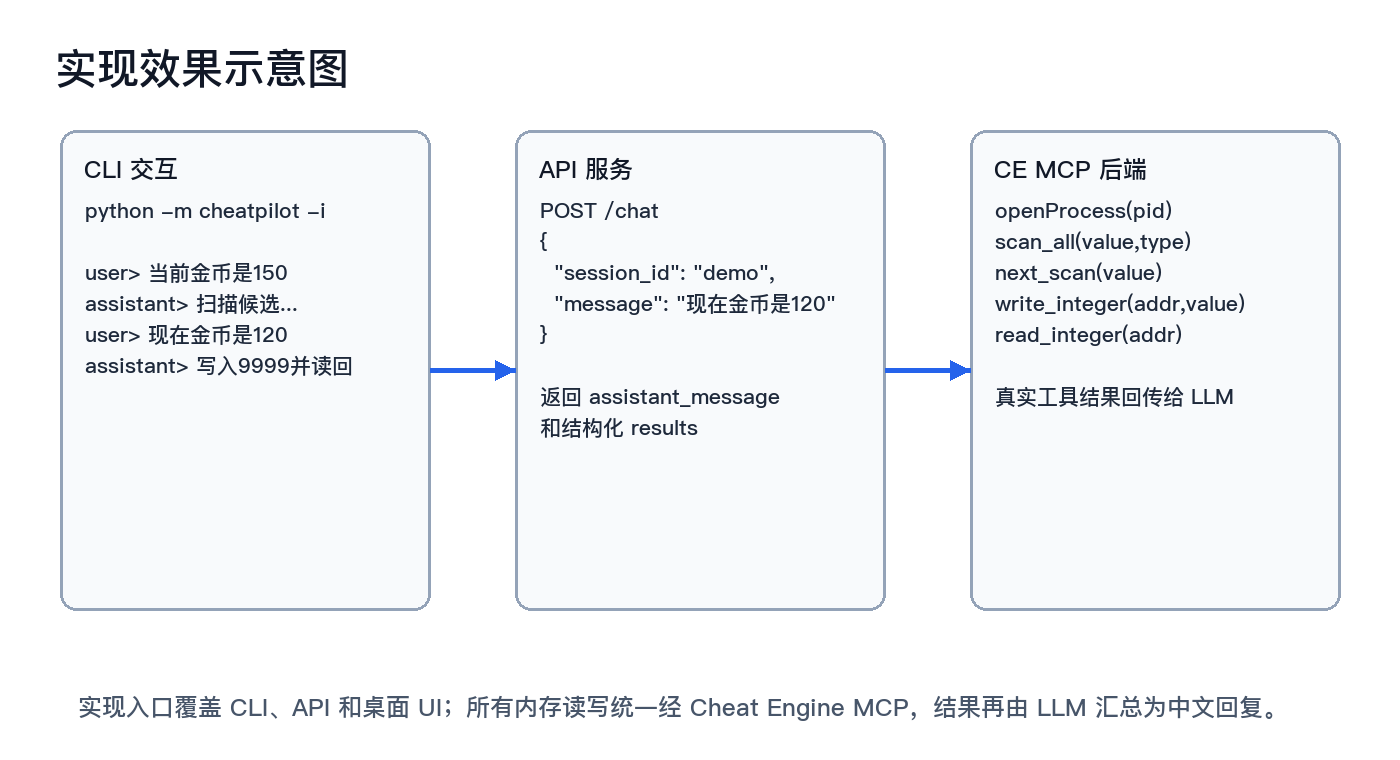 实现效果示意图
CLI 交互
python –m cheatpilot –i
user> 当前金币是150
assistant> 扫描候选...
user> 现在金币是120
assistant> 写入9999并读回
API 服务
POST /chat
{
"session_id": "demo",
"message": "现在金币是120"
}
返回 assistant_message
和结构化 results
CE MCP 后端
openProcess(pid)
scan_all(value,type)
next_scan(value)
write_integer(addr,value)
read_integer(addr)
真实工具结果回传给 LLM
实现入口覆盖 CLI、API 和桌面 UI；所有内存读写统一经 Cheat Engine MCP，结果再由 LLM 汇总为中文回复。